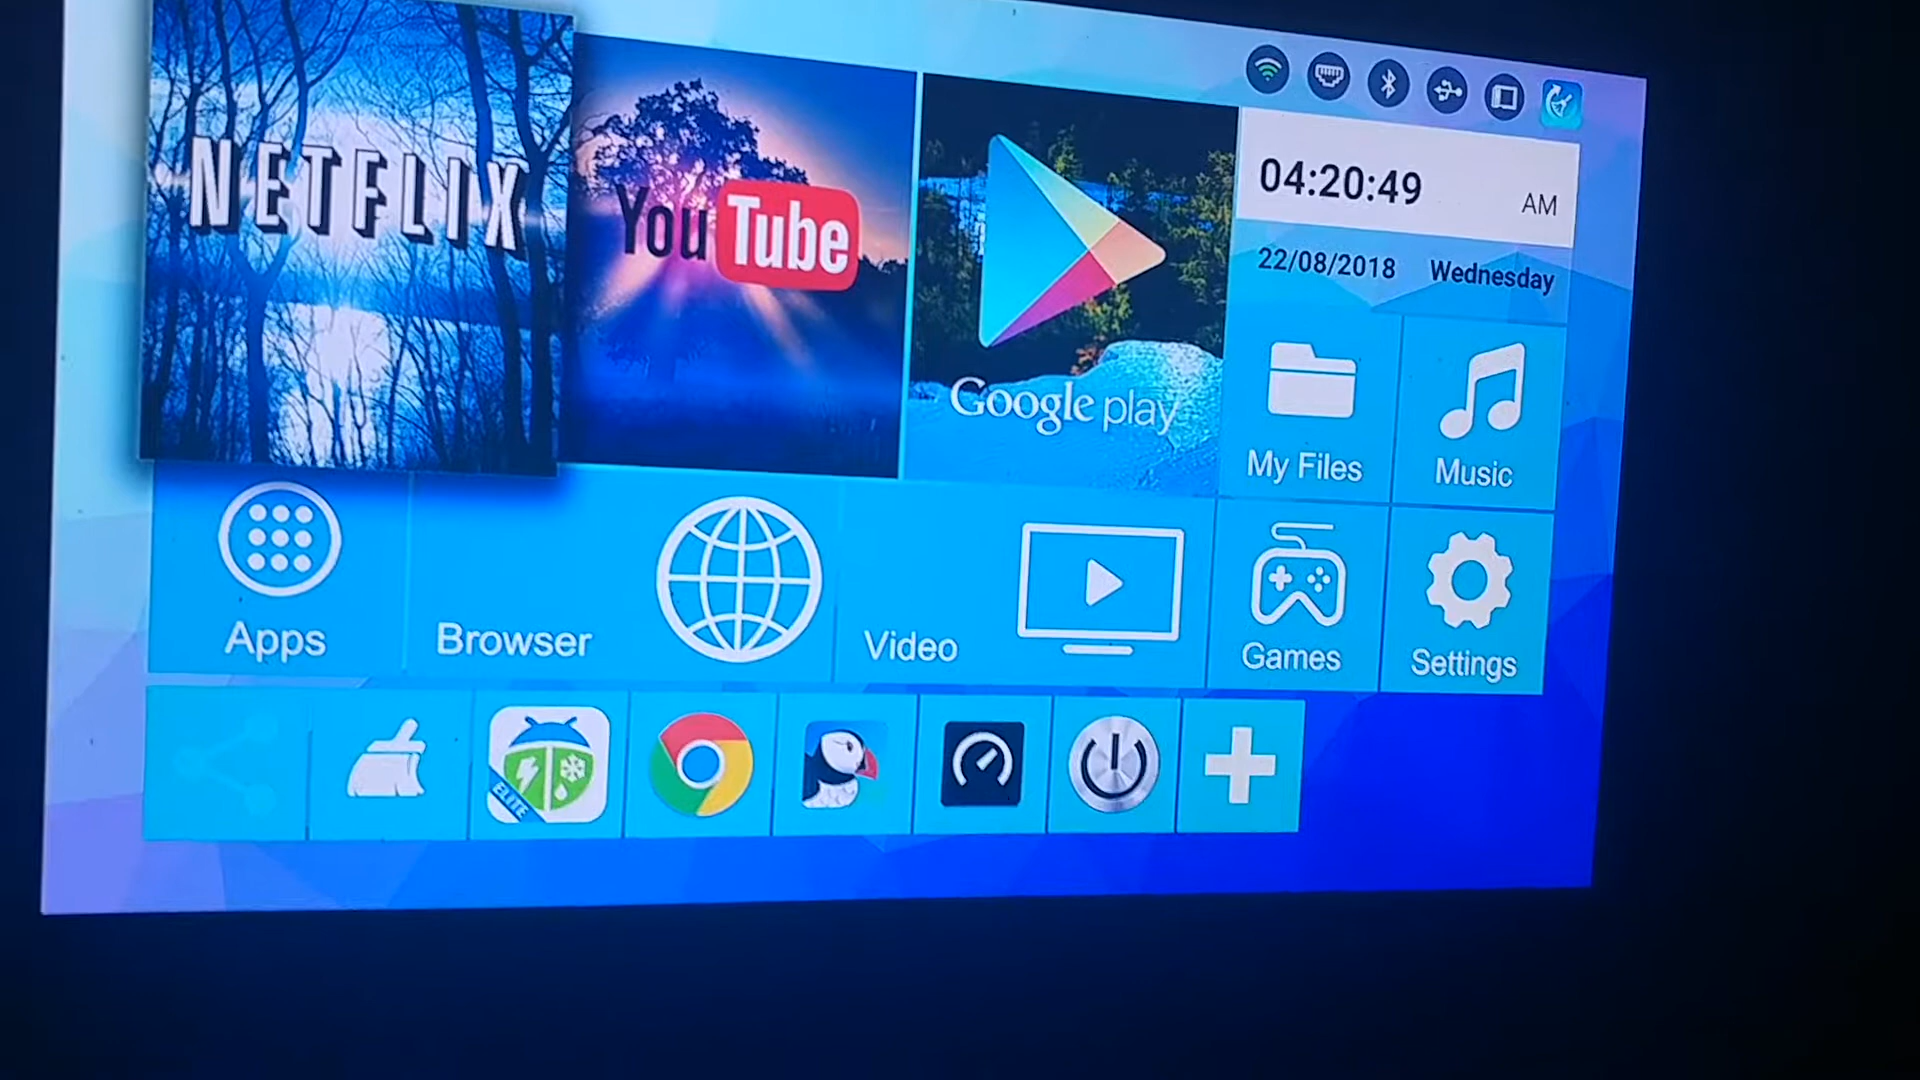 NETFLIX
YouTube
Google play
04:20:49 AM
22/08/2018 Wednesday
My Files
Music
Apps
Browser
Video
Games
Settings
ELITE